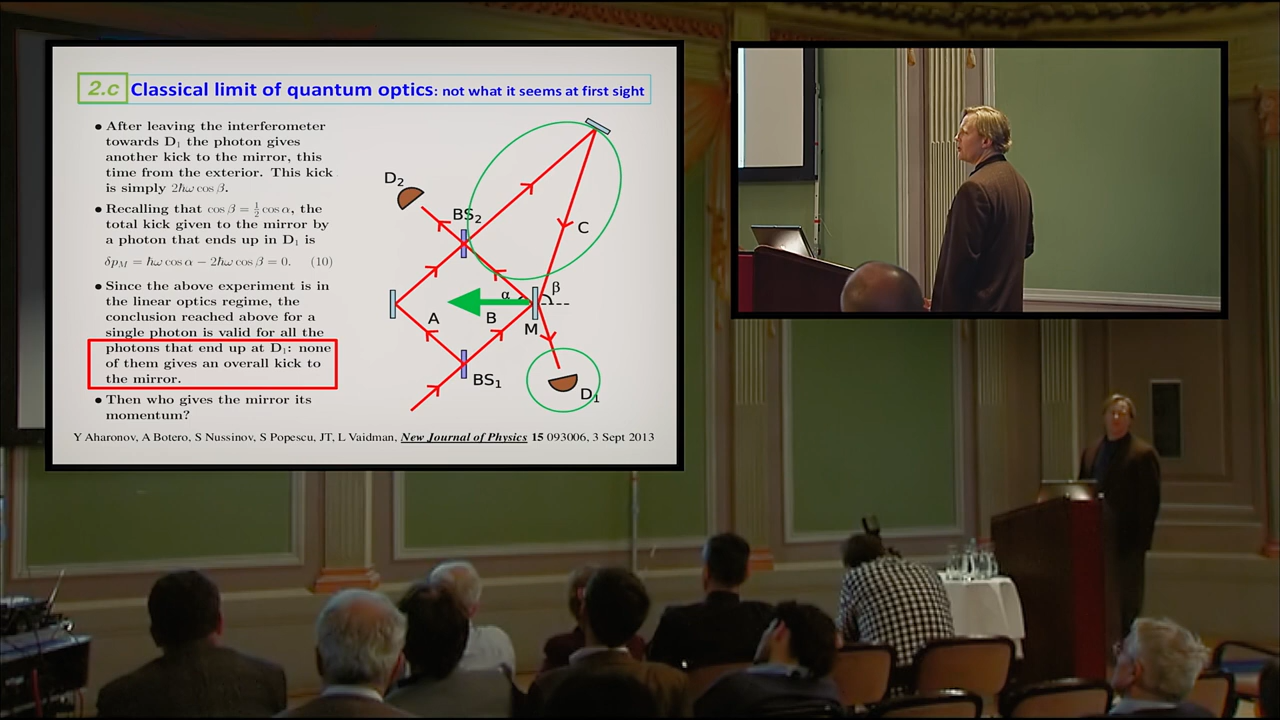 2.c Classical limit of quantum optics: not what it seems at first sight
• After leaving the interferometer
towards D₁ the photon gives
another kick to the mirror, this
time from the exterior. This kick
is simply 2ħω cos β.
• Recalling that cos β = ½ cos α, the
total kick given to the mirror by
a photon that ends up in D₁ is
δp_M = ħω cos α − 2ħω cos β = 0. (10)
• Since the above experiment is in
the linear optics regime, the
conclusion reached above for a
single photon is valid for all the
photons that end up at D₁: none
of them gives an overall kick to
the mirror.
• Then who gives the mirror its
momentum?
D₂
BS₂
C
α
β
A
B
M
BS₁
D₁
Y Aharonov, A Botero, S Nussinov, S Popescu, JT, L Vaidman, New Journal of Physics 15 093006, 3 Sept 2013